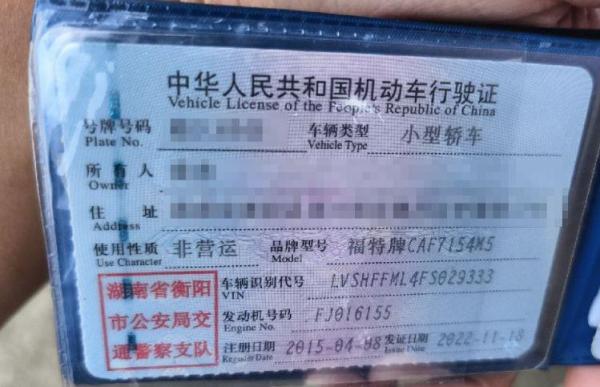 中华人民共和国机动车行驶证
Vehicle License of the People's Republic of China
号牌号码 车辆类型 小型轿车
Plate No. Vehicle Type
所有人
Owner
住址
Address
使用性质 非营运 品牌型号 福特牌CAF7154M5
Use Character Model
湖南省衡阳
市公安局交
通警察支队
车辆识别代号 LVSHFFML4FS029333
VIN
发动机号码 FJ016155
Engine No.
注册日期 2015-04-08 发证日期 2022-11-18
Register Date Issue Date